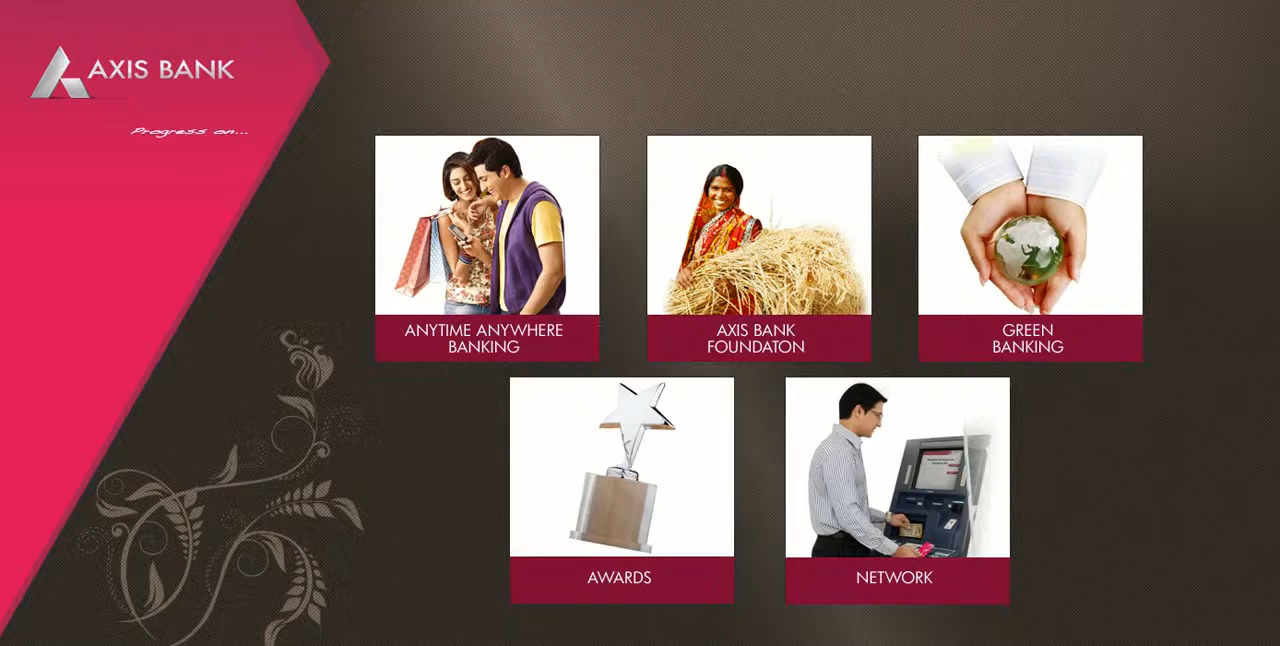 AXIS BANK
Progress on...
ANYTIME ANYWHERE
BANKING
AXIS BANK
FOUNDATON
GREEN
BANKING
AWARDS
NETWORK